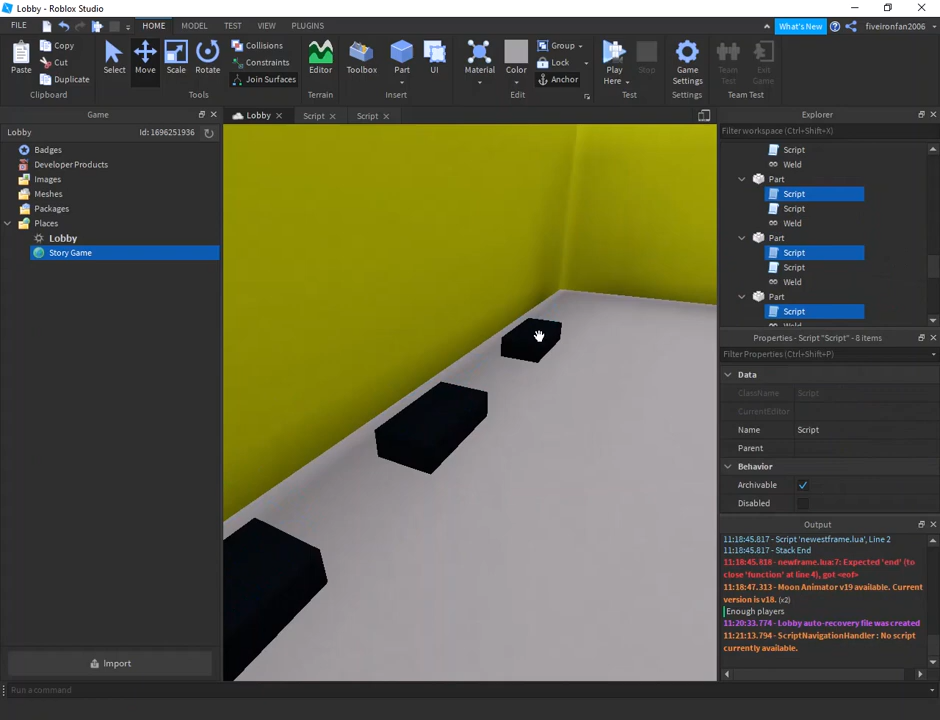 Lobby - Roblox Studio
FILE
HOME
MODEL
TEST
VIEW
PLUGINS
What's New
fiveironfan2006
Paste
Copy
Cut
Duplicate
Clipboard
Select
Move
Scale
Rotate
Collisions
Constraints
Join Surfaces
Tools
Editor
Terrain
Toolbox
Part
UI
Insert
Material
Color
Group
Lock
Anchor
Edit
Play Here
Stop
Test
Game Settings
Settings
Team Test
Exit Game
Team Test
Game
Lobby
Script
Script
Explorer
Lobby
Id: 1696251936
Badges
Developer Products
Images
Meshes
Packages
Places
Lobby
Story Game
Import
Filter workspace (Ctrl+Shift+X)
Script
Weld
Part
Script
Script
Weld
Part
Script
Script
Weld
Part
Script
Properties - Script "Script" - 8 items
Filter Properties (Ctrl+Shift+P)
Data
ClassName Script
CurrentEditor
Name Script
Parent
Behavior
Archivable
Disabled
Output
11:18:45.817 - Script 'newestframe.lua', Line 2
11:18:45.817 - Stack End
11:18:45.818 - newframe.lua:7: Expected 'end' (to
close 'function' at line 4), got <eof>
11:18:47.313 - Moon Animator v19 available. Current
version is v18. (x2)
Enough players
11:20:33.774 - Lobby auto-recovery file was created
11:21:13.794 - ScriptNavigationHandler : No script
currently available.
Run a command